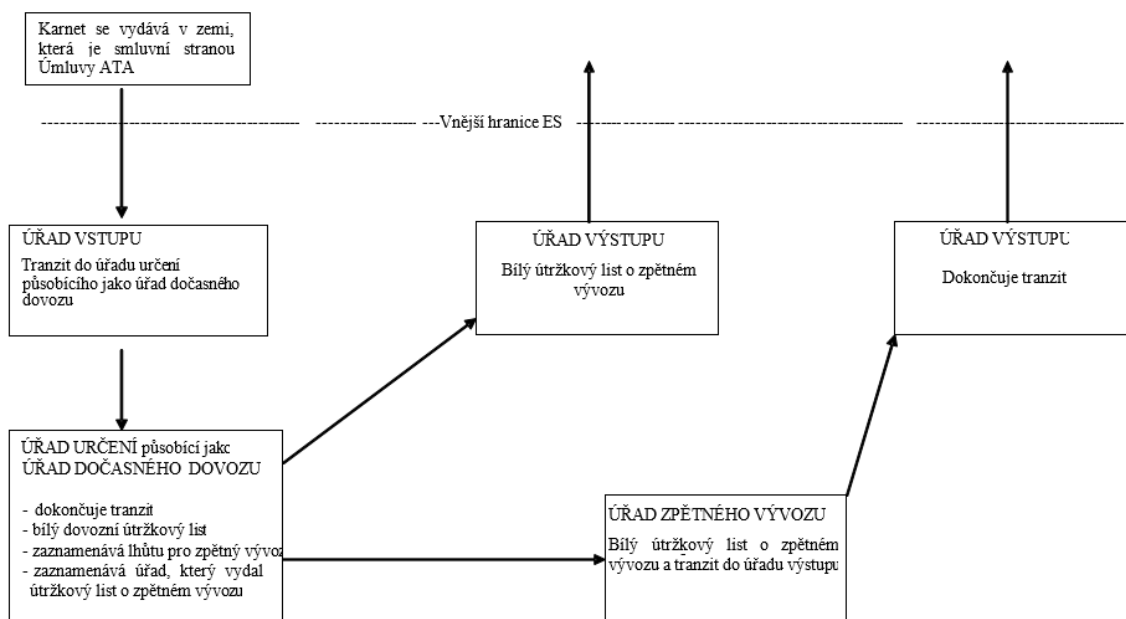 Karnet se vydává v zemi,
která je smluvní stranou
Úmluvy ATA
Vnější hranice ES
ÚŘAD VSTUPU
Tranzit do úřadu určení
působícího jako úřad dočasného
dovozu
ÚŘAD VÝSTUPU
Bílý útržkový list o zpětném
vývozu
ÚŘAD VÝSTUPU
Dokončuje tranzit
ÚŘAD URČENÍ působící jako
ÚŘAD DOČASNÉHO DOVOZU
- dokončuje tranzit
- bílý dovozní útržkový list
- zaznamenává lhůtu pro zpětný vývoz
- zaznamenává úřad, který vydal
útržkový list o zpětném vývozu
ÚŘAD ZPĚTNÉHO VÝVOZU
Bílý útržkový list o zpětném
vývozu a tranzit do úřadu výstupu